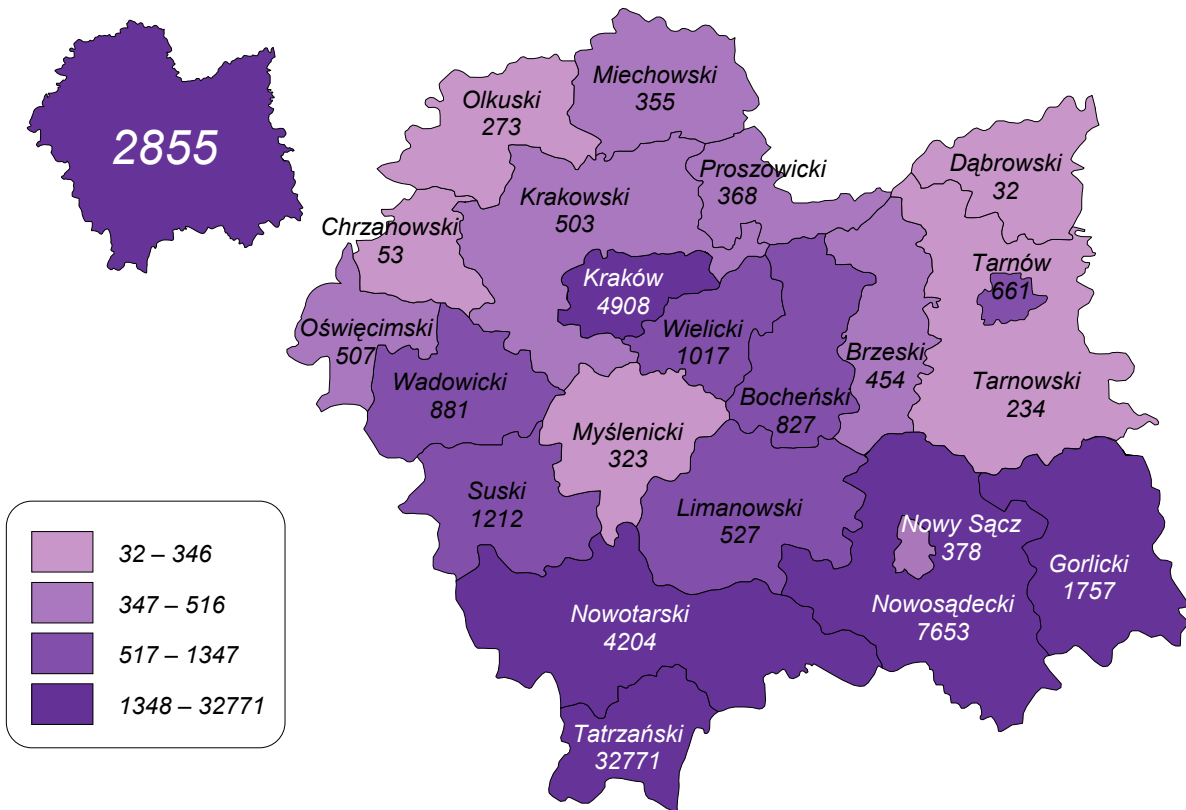 2855
Miechowski
355
Olkuski
273
Proszowicki
368
Dąbrowski
32
Krakowski
503
Chrzanowski
53
Kraków
4908
Tarnów
661
Oświęcimski
507
Wielicki
1017
Brzeski
454
Wadowicki
881
Bocheński
827
Tarnowski
234
Myślenicki
323
Suski
1212
Limanowski
527
Nowy Sącz
378
Gorlicki
1757
Nowotarski
4204
Nowosądecki
7653
Tatrzański
32771
32 – 346
347 – 516
517 – 1347
1348 – 32771